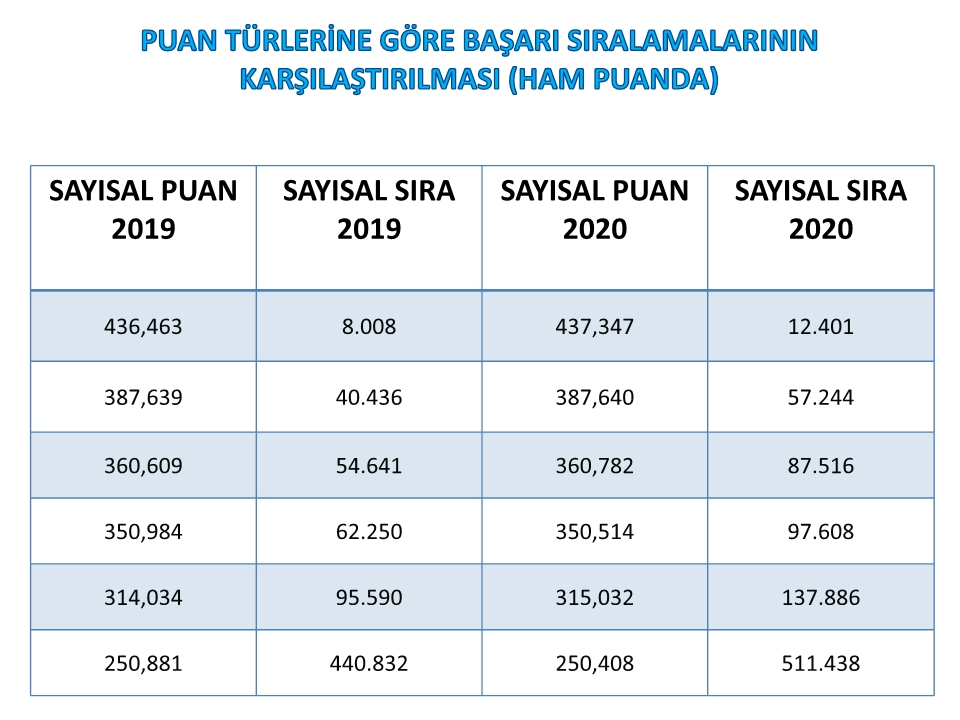 PUAN TÜRLERİNE GÖRE BAŞARI SIRALAMALARININ
KARŞILAŞTIRILMASI (HAM PUANDA)
SAYISAL PUAN 2019 SAYISAL SIRA 2019 SAYISAL PUAN 2020 SAYISAL SIRA 2020
436,463 8.008 437,347 12.401
387,639 40.436 387,640 57.244
360,609 54.641 360,782 87.516
350,984 62.250 350,514 97.608
314,034 95.590 315,032 137.886
250,881 440.832 250,408 511.438